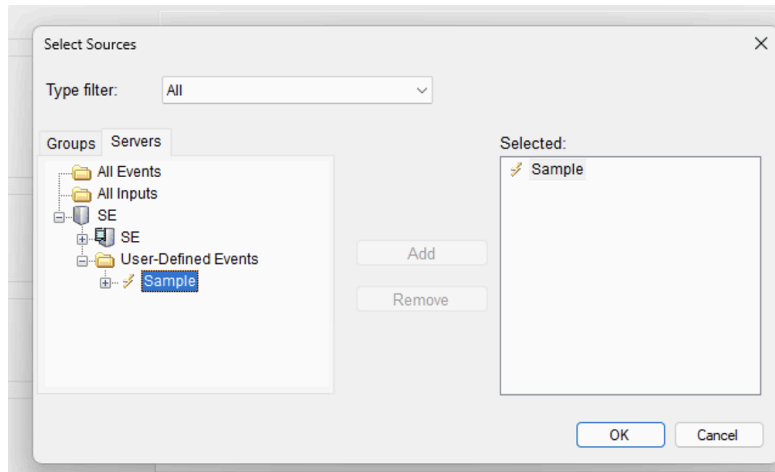 Select Sources
Type filter:
All
Groups
Servers
All Events
All Inputs
SE
SE
User-Defined Events
Sample
Add
Remove
Selected:
Sample
OK
Cancel